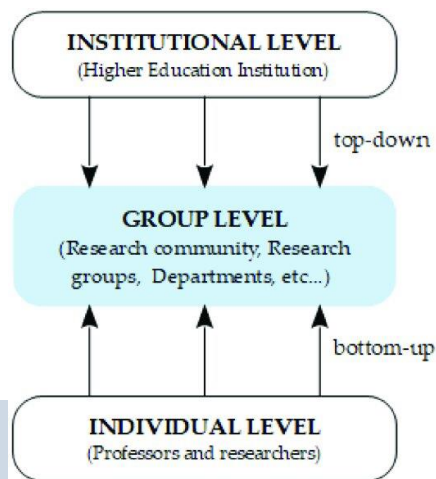 INSTITUTIONAL LEVEL
(Higher Education Institution)
top-down
GROUP LEVEL
(Research community, Research
groups, Departments, etc...)
bottom-up
INDIVIDUAL LEVEL
(Professors and researchers)